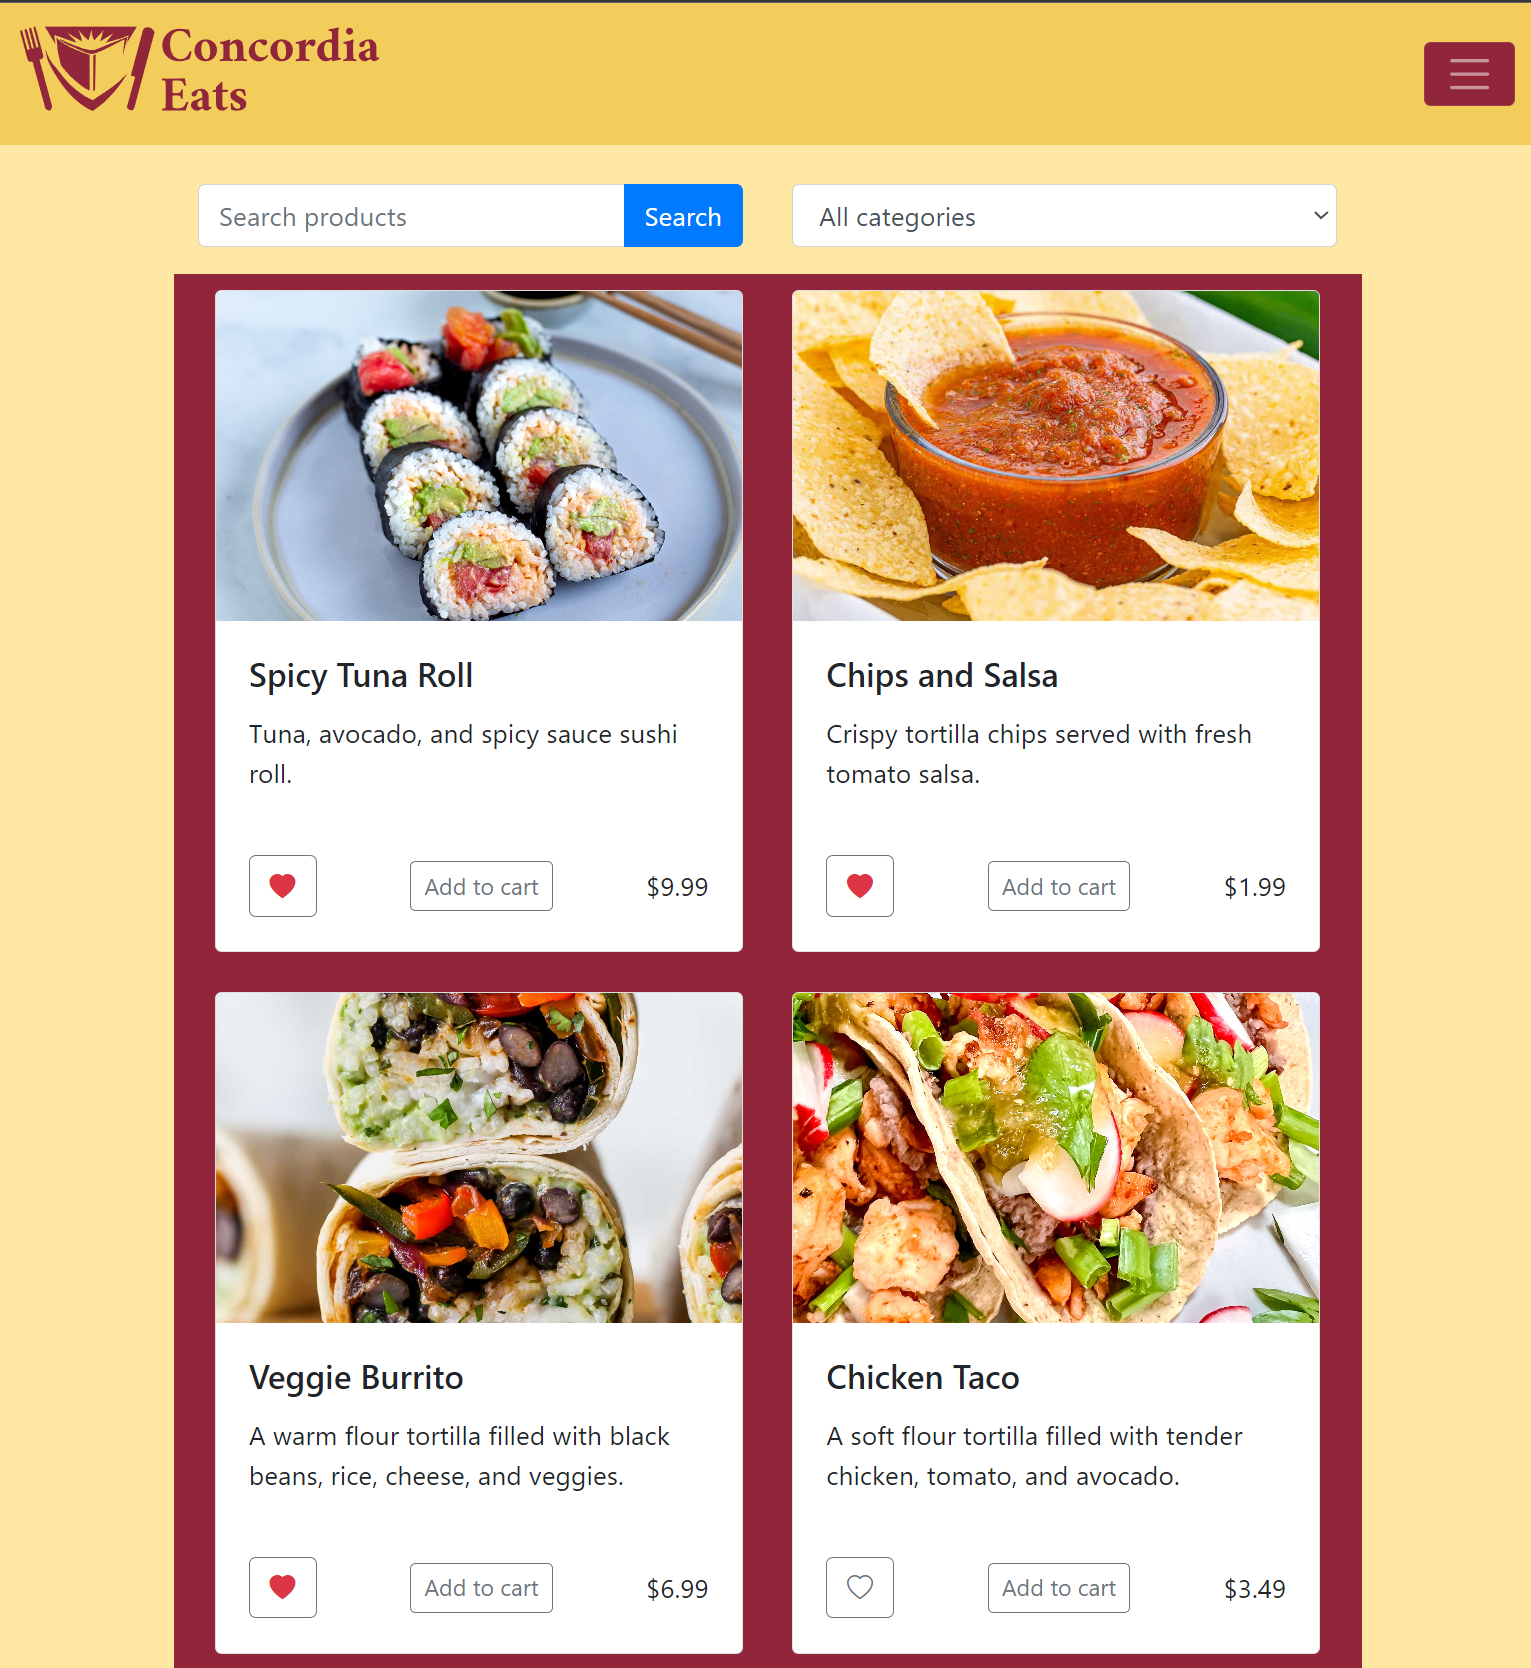 Concordia
Eats
Search products
Search
All categories
Spicy Tuna Roll
Tuna, avocado, and spicy sauce sushi
roll.
Add to cart
$9.99
Chips and Salsa
Crispy tortilla chips served with fresh
tomato salsa.
Add to cart
$1.99
Veggie Burrito
A warm flour tortilla filled with black
beans, rice, cheese, and veggies.
Add to cart
$6.99
Chicken Taco
A soft flour tortilla filled with tender
chicken, tomato, and avocado.
Add to cart
$3.49